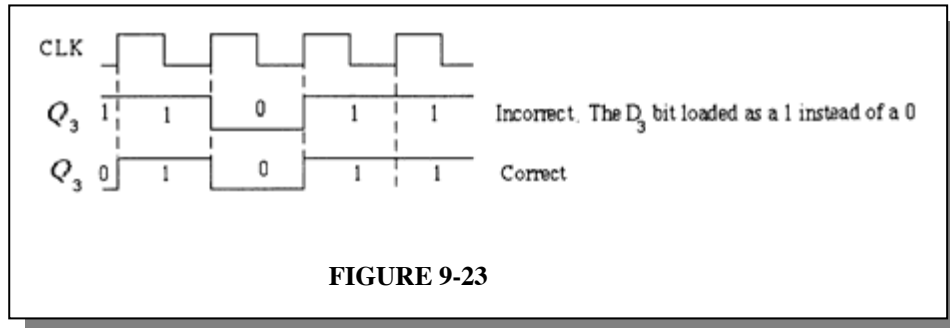 CLK
Q3 1 1 0 1 1 Incorrect. The D3 bit loaded as a 1 instead of a 0
Q3 0 1 0 1 1 Correct
FIGURE 9-23